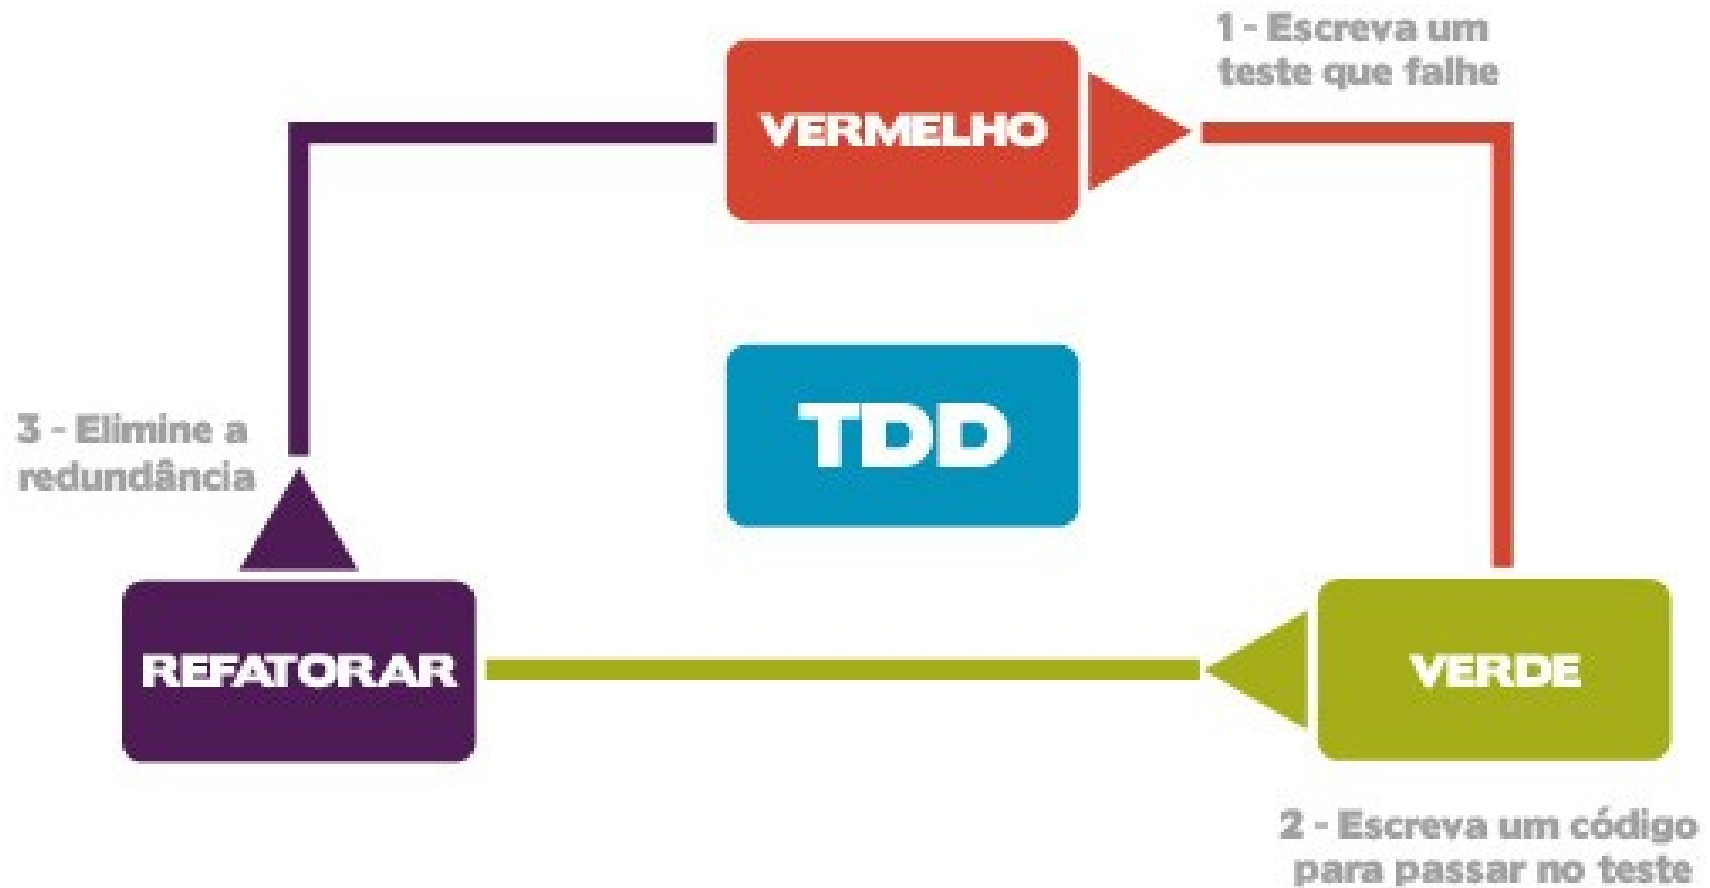 1 - Escreva um
teste que falhe
VERMELHO
TDD
3 - Elimine a
redundância
REFATORAR
VERDE
2 - Escreva um código
para passar no teste